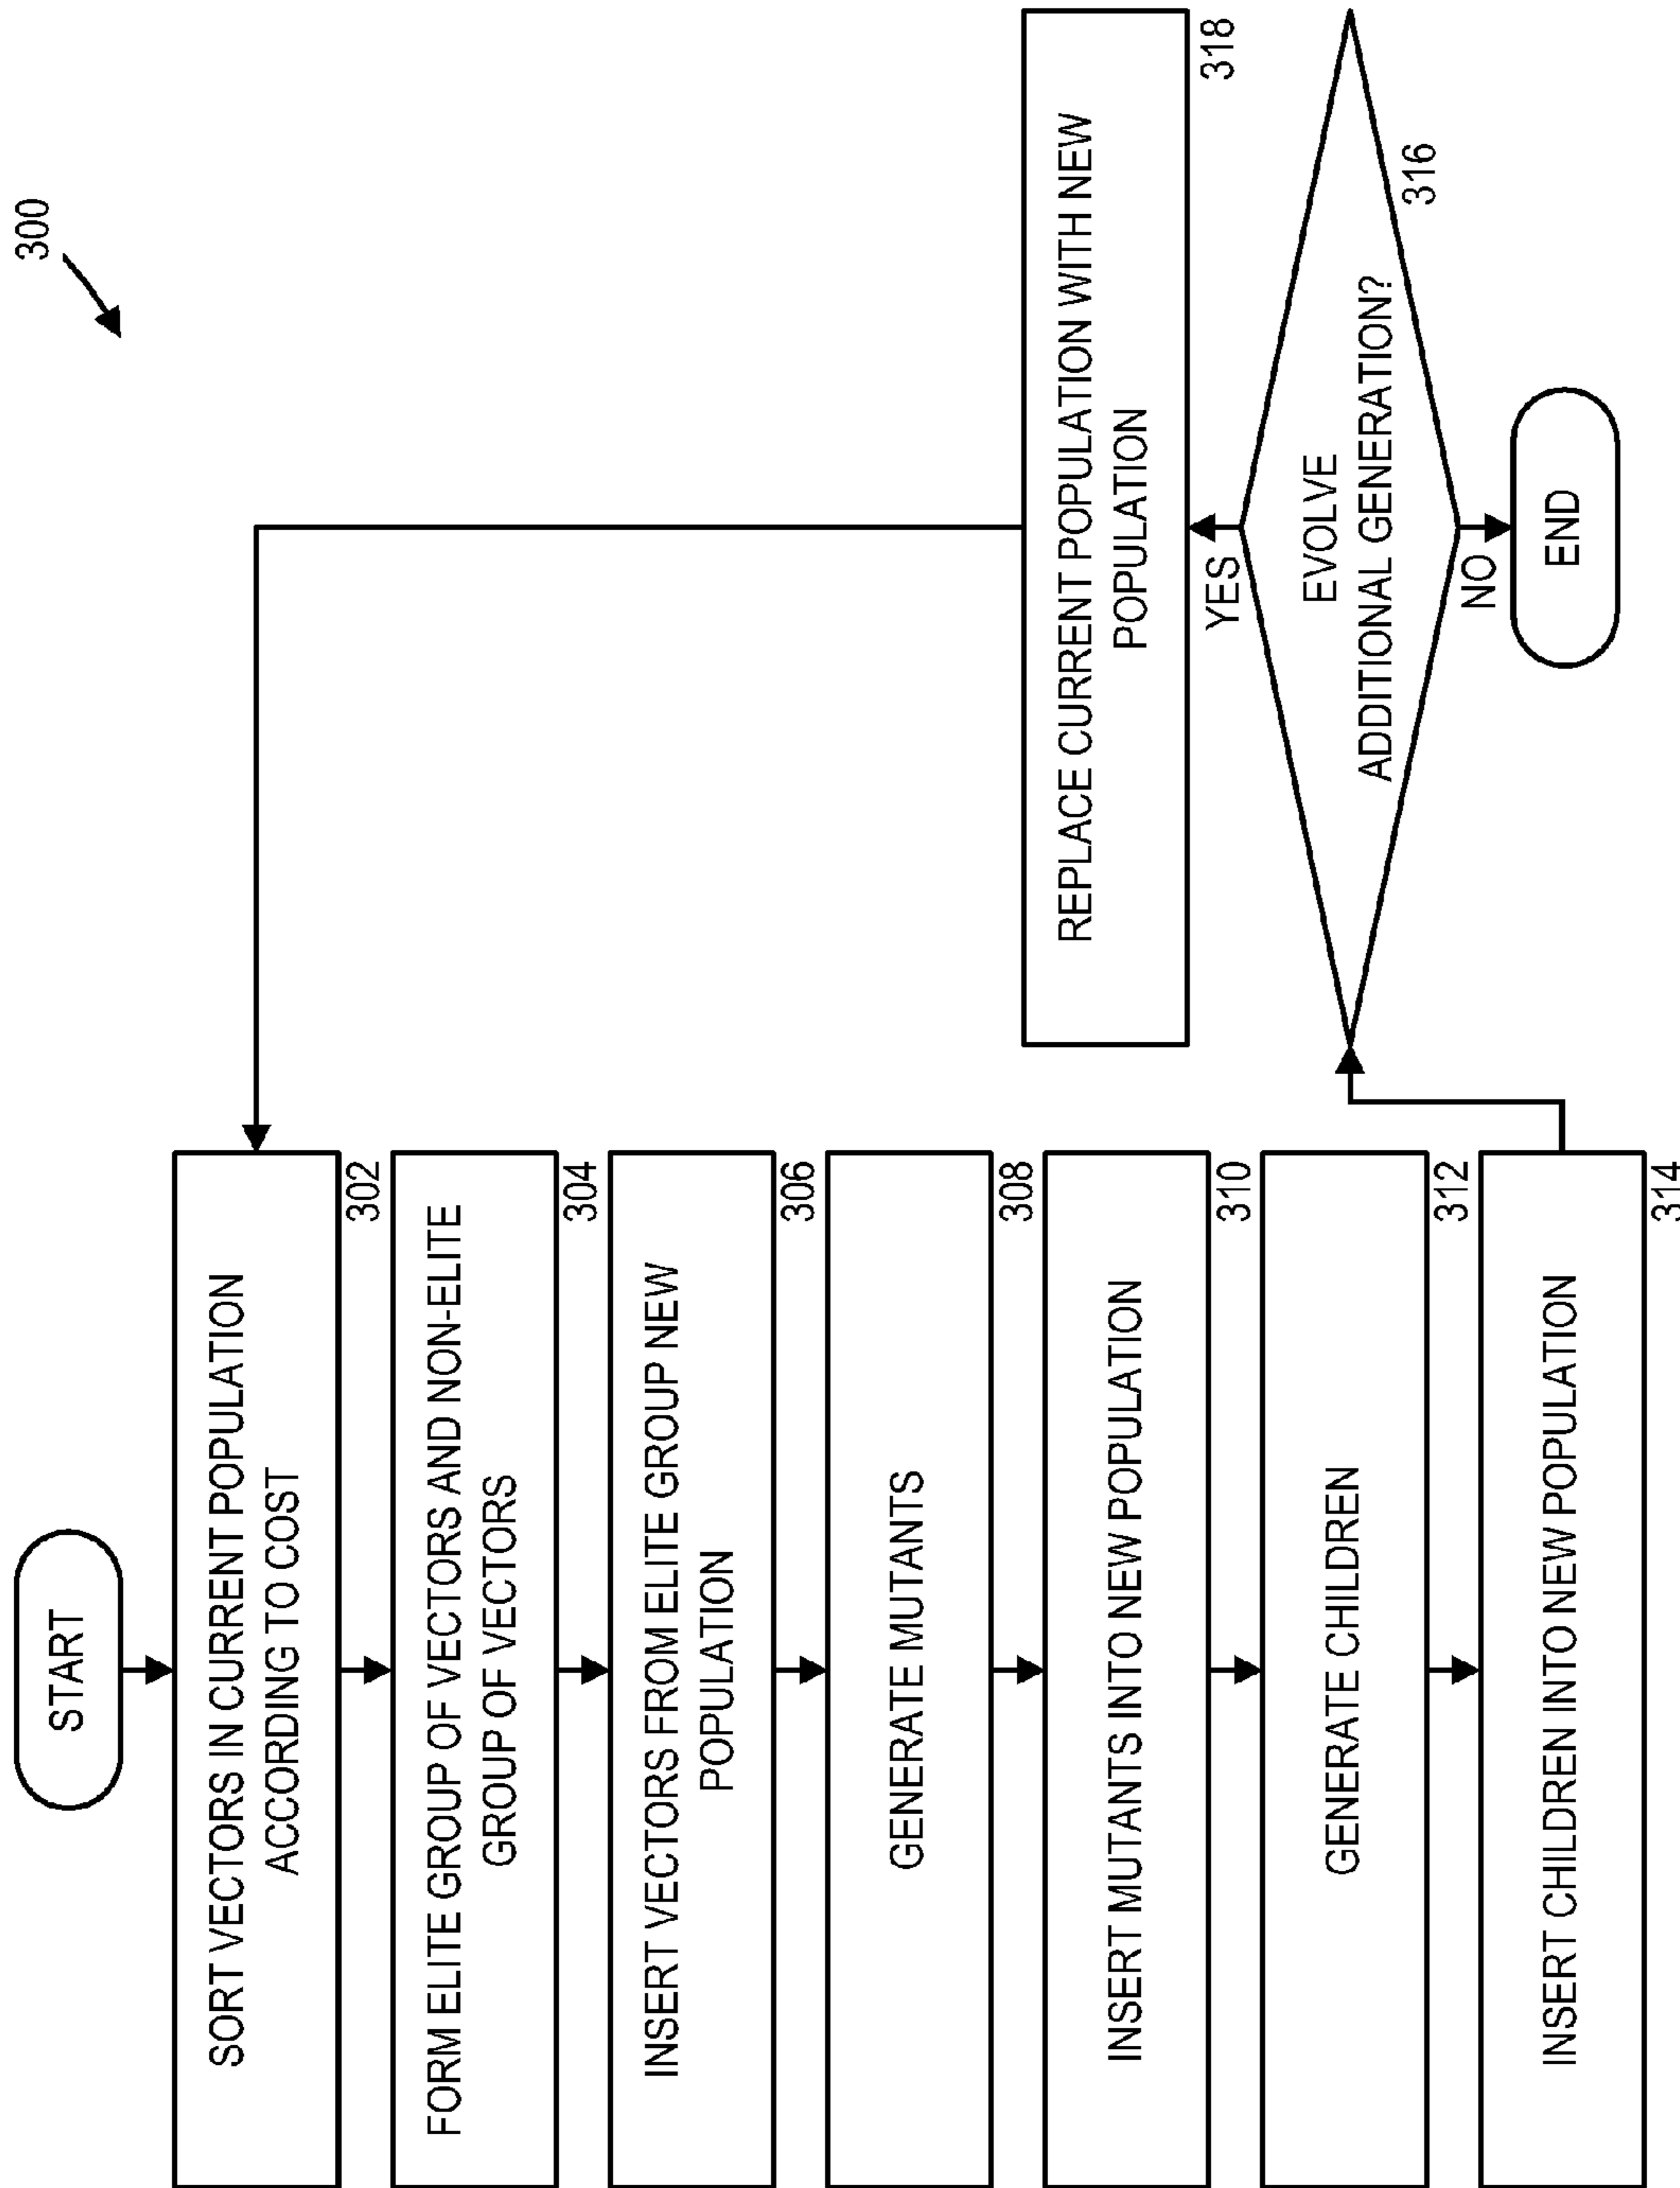 300
START
SORT VECTORS IN CURRENT POPULATION
ACCORDING TO COST
302
FORM ELITE GROUP OF VECTORS AND NON-ELITE
GROUP OF VECTORS
304
INSERT VECTORS FROM ELITE GROUP NEW
POPULATION
306
GENERATE MUTANTS
308
INSERT MUTANTS INTO NEW POPULATION
310
GENERATE CHILDREN
312
INSERT CHILDREN INTO NEW POPULATION
314
REPLACE CURRENT POPULATION WITH NEW
POPULATION
318
YES
EVOLVE
ADDITIONAL GENERATION?
316
NO
END